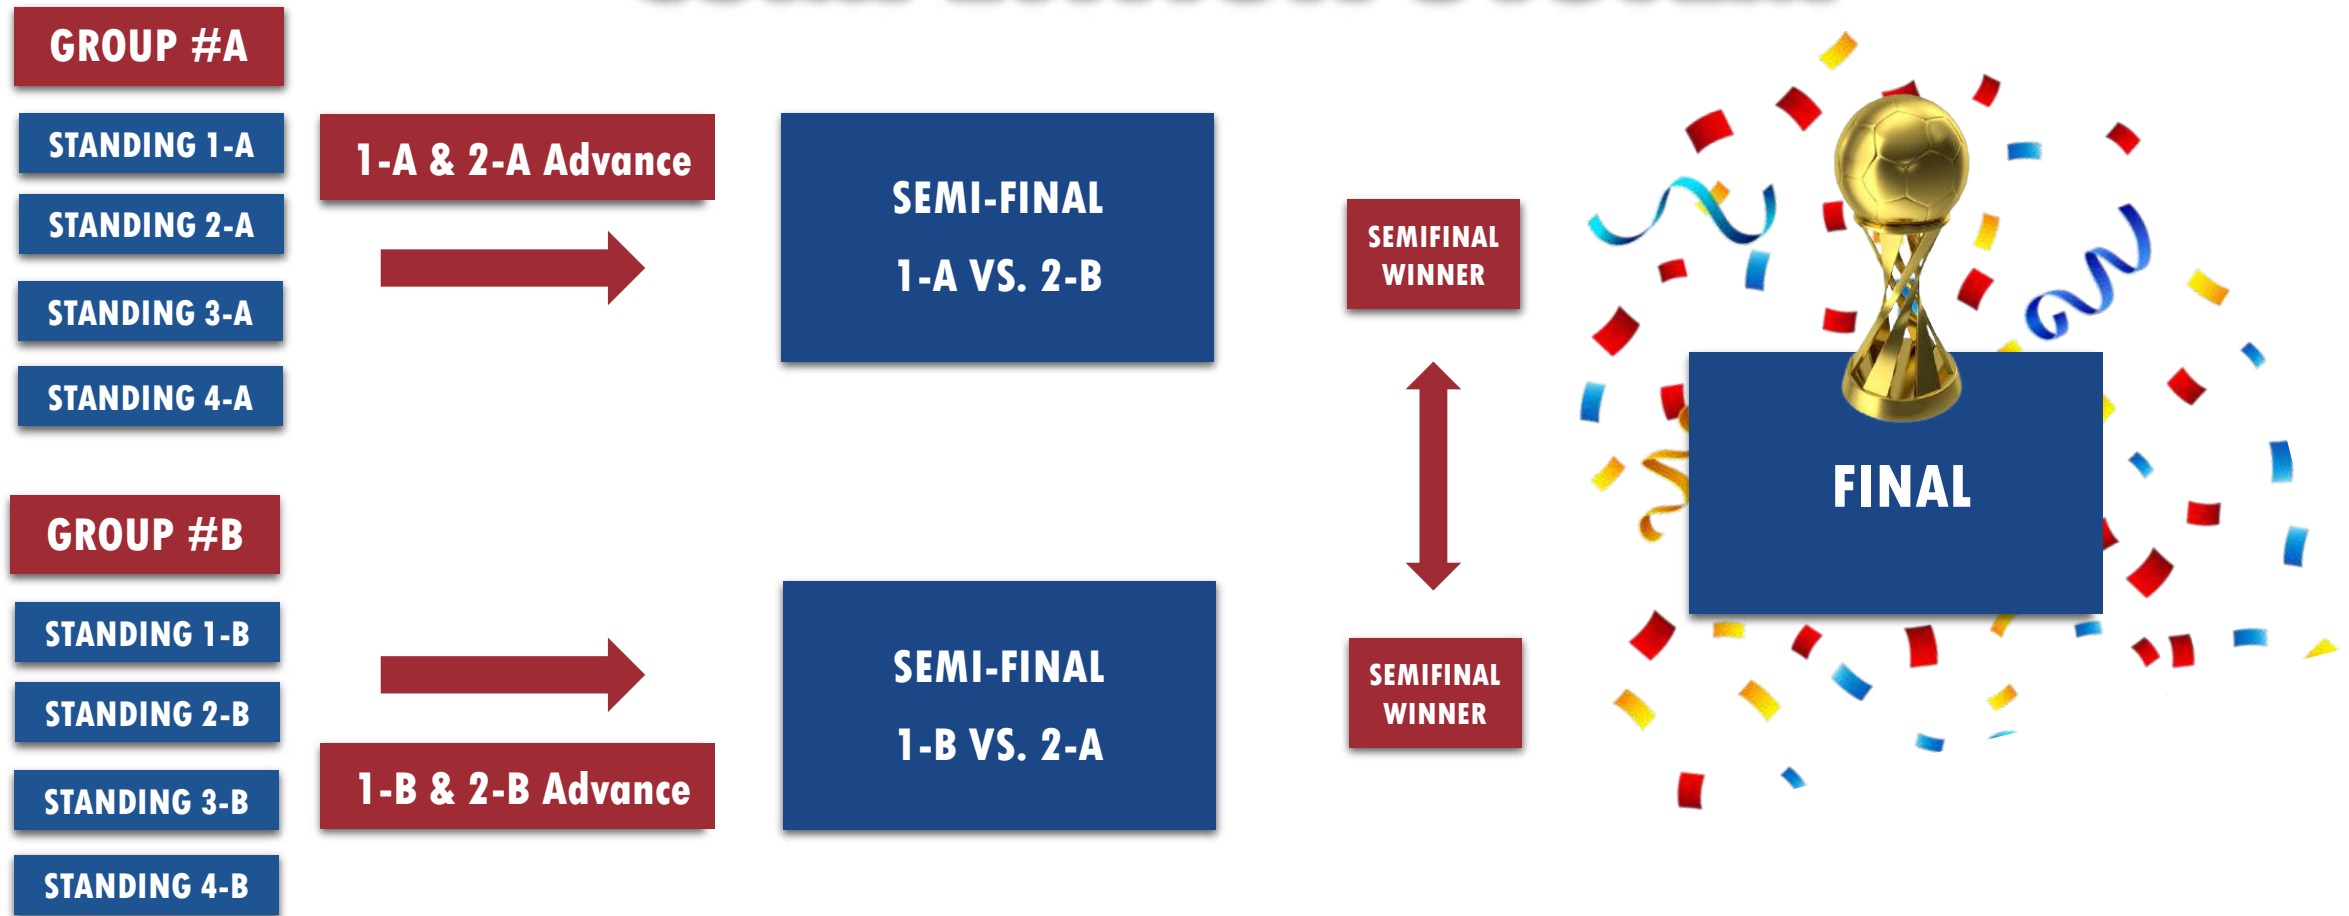 GROUP #A
STANDING 1-A
STANDING 2-A
STANDING 3-A
STANDING 4-A
1-A & 2-A Advance
SEMI-FINAL
1-A VS. 2-B
SEMIFINAL
WINNER
GROUP #B
STANDING 1-B
STANDING 2-B
STANDING 3-B
STANDING 4-B
1-B & 2-B Advance
SEMI-FINAL
1-B VS. 2-A
SEMIFINAL
WINNER
FINAL